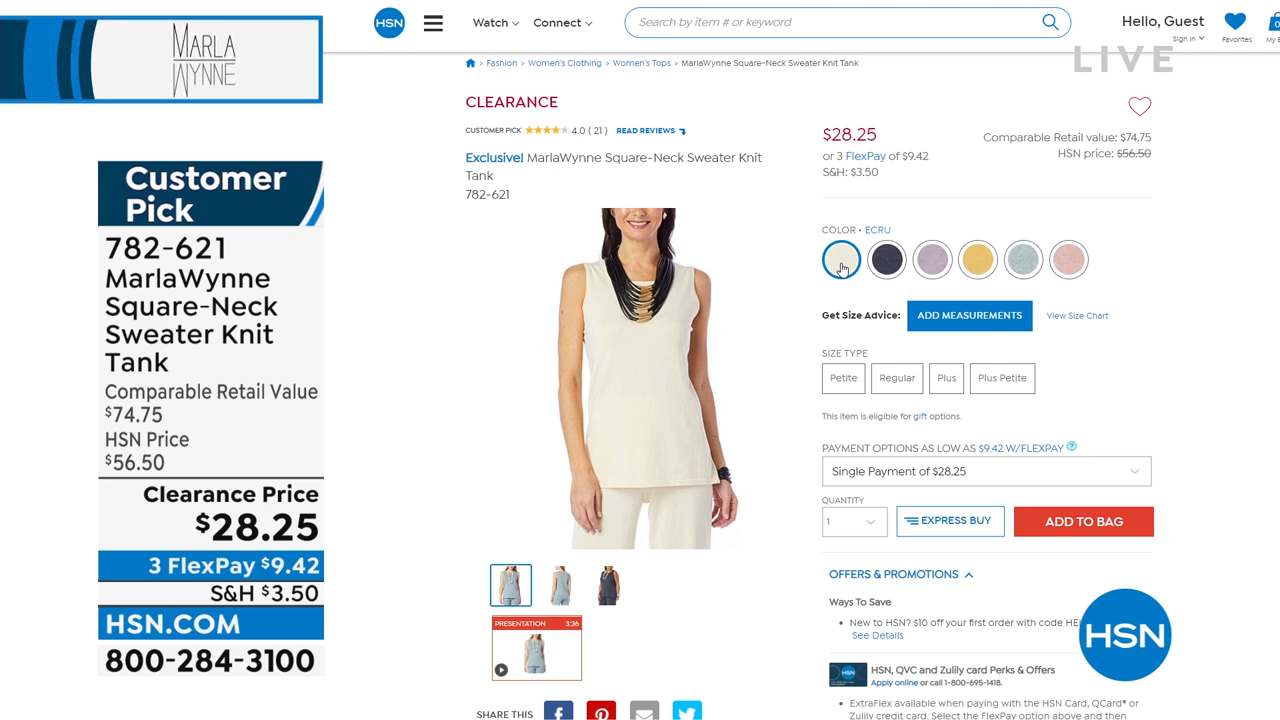 MARLA
WYNNE
Customer
Pick
782-621
MarlaWynne
Square-Neck
Sweater Knit
Tank
Comparable Retail Value
$74.75
HSN Price
$56.50
Clearance Price
$28.25
3 FlexPay $9.42
S&H $3.50
HSN.COM
800-284-3100
HSN
Watch
Connect
Search by item # or keyword
Hello, Guest
Sign In
Favorites
My
0
LIVE
> Fashion > Women's Clothing > Women's Tops > MarlaWynne Square-Neck Sweater Knit Tank
CLEARANCE
CUSTOMER PICK 4.0 ( 21 ) READ REVIEWS
Exclusive! MarlaWynne Square-Neck Sweater Knit
Tank
782-621
PRESENTATION 3:36
SHARE THIS
$28.25
or 3 FlexPay of $9.42
S&H: $3.50
Comparable Retail value: $74.75
HSN price: $56.50
COLOR • ECRU
Get Size Advice: ADD MEASUREMENTS View Size Chart
SIZE TYPE
Petite Regular Plus Plus Petite
This item is eligible for gift options.
PAYMENT OPTIONS AS LOW AS $9.42 W/FLEXPAY ?
Single Payment of $28.25
QUANTITY
1 EXPRESS BUY ADD TO BAG
OFFERS & PROMOTIONS
Ways To Save
• New to HSN? $10 off your first order with code
See Details
HSN, QVC and Zulily card Perks & Offers
Apply online or call 1-800-695-1418.
• ExtraFlex available when paying with the HSN Card, QCard® or
Zulily credit card. Select the FlexPay option above and then
HSN